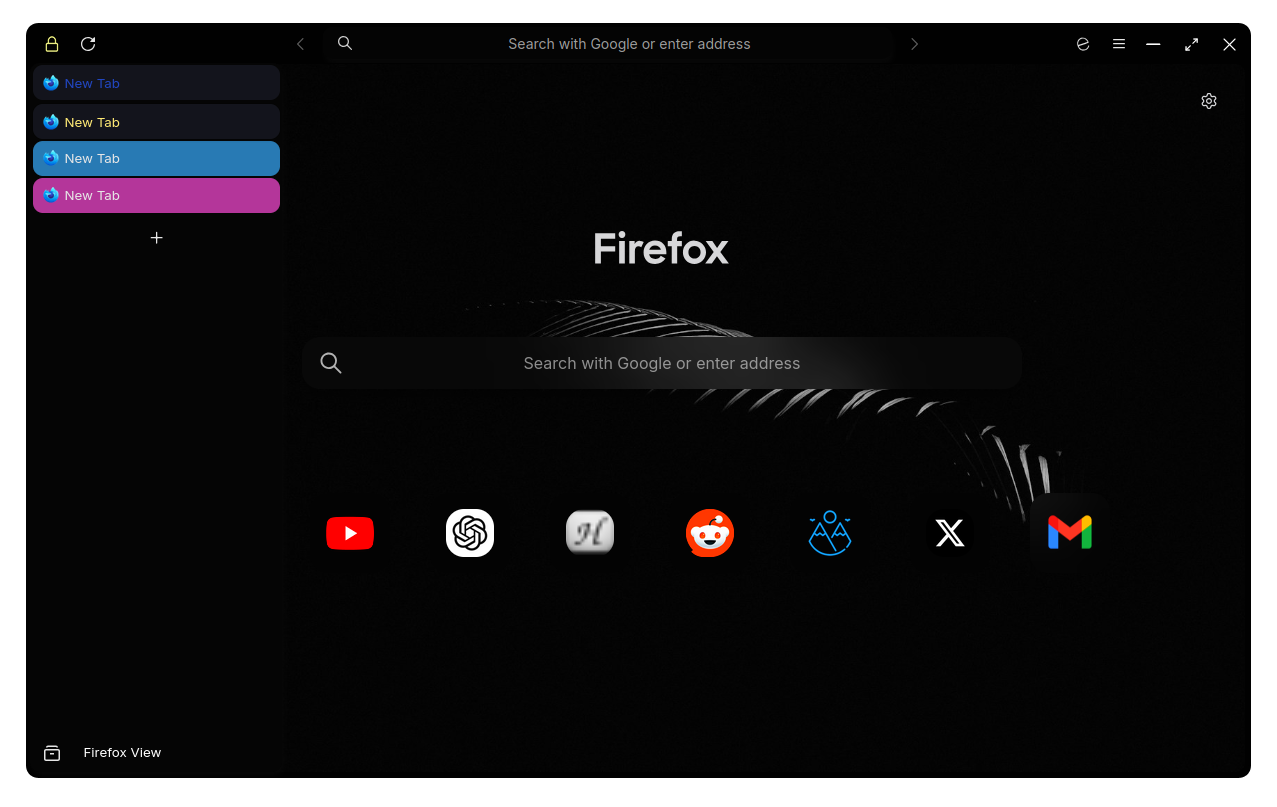 Search with Google or enter address
New Tab
New Tab
New Tab
New Tab
Firefox
Search with Google or enter address
H
X
Firefox View